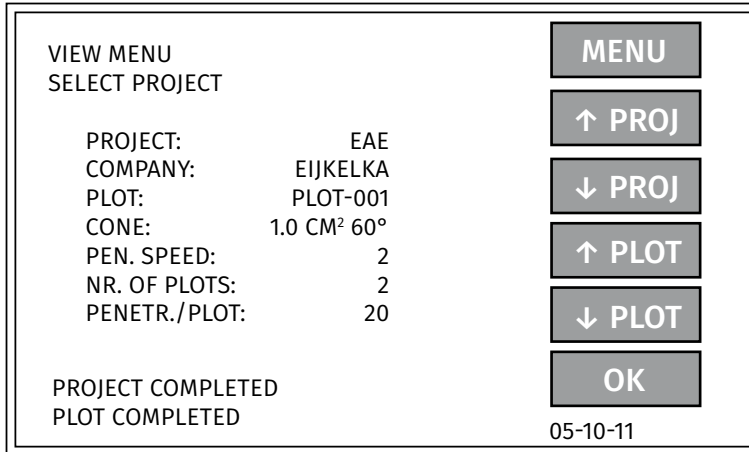 VIEW MENU
SELECT PROJECT
PROJECT: EAE
COMPANY: EIJKELKA
PLOT: PLOT-001
CONE: 1.0 CM² 60°
PEN. SPEED: 2
NR. OF PLOTS: 2
PENETR./PLOT: 20
PROJECT COMPLETED
PLOT COMPLETED
MENU
↑ PROJ
↓ PROJ
↑ PLOT
↓ PLOT
OK
05-10-11